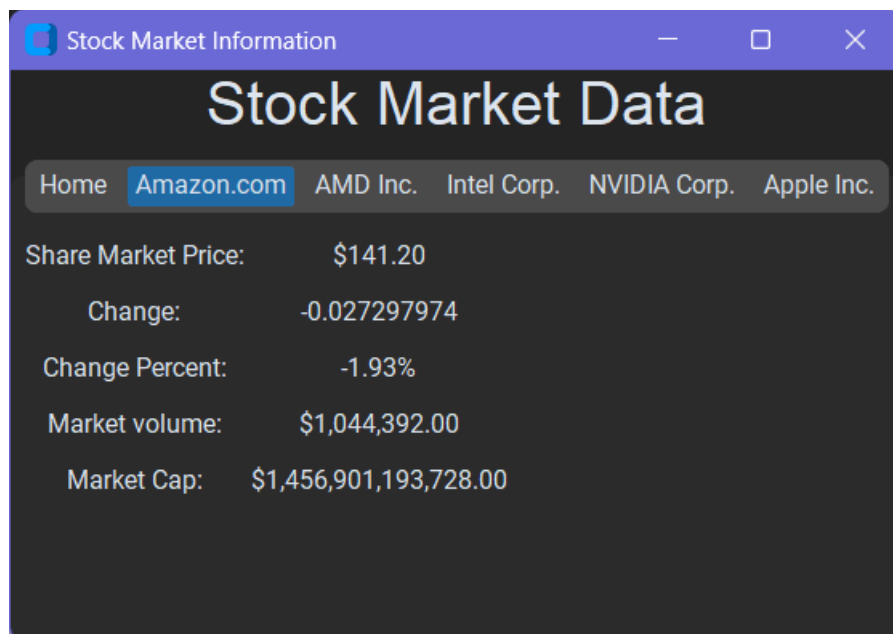 Stock Market Information
Stock Market Data
Home Amazon.com AMD Inc. Intel Corp. NVIDIA Corp. Apple Inc.
Share Market Price: $141.20
Change: -0.027297974
Change Percent: -1.93%
Market volume: $1,044,392.00
Market Cap: $1,456,901,193,728.00